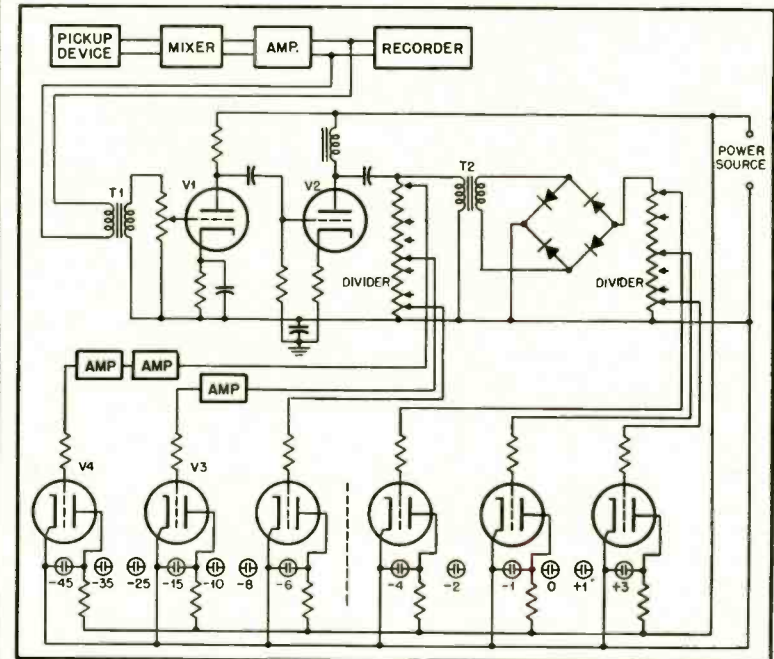 PICKUP
DEVICE
MIXER
AMP.
RECORDER
POWER
SOURCE
T1
V1
V2
T2
DIVIDER
DIVIDER
AMP
AMP
AMP
V4
V3
-45
-35
-25
-15
-10
-8
-6
-4
-2
-1
0
+1
+3